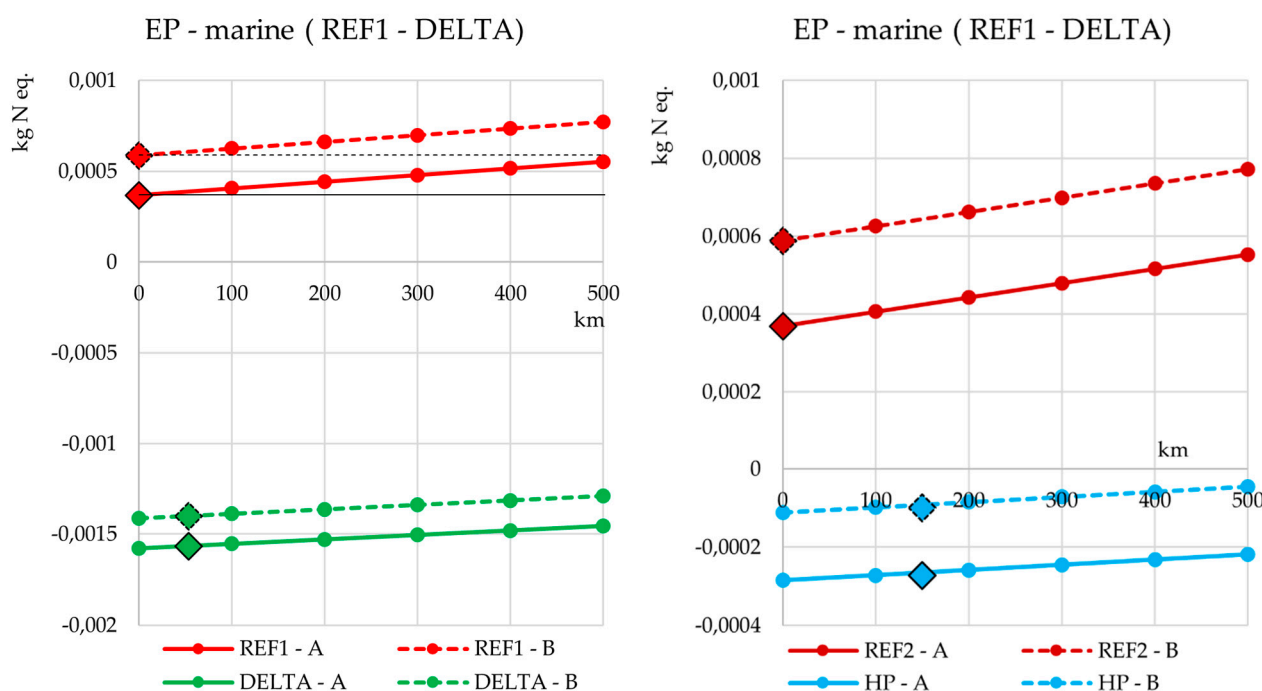 EP - marine ( REF1 - DELTA)
kg N eq.
0,001
0,0005
0
0 100 200 300 400 500
km
-0,0005
-0,001
-0,0015
-0,002
REF1 - A REF1 - B
DELTA - A DELTA - B
EP - marine ( REF1 - DELTA)
kg N eq.
0,001
0,0008
0,0006
0,0004
0,0002
km
0
0 100 200 300 400 500
-0,0002
-0,0004
REF2 - A REF2 - B
HP - A HP - B